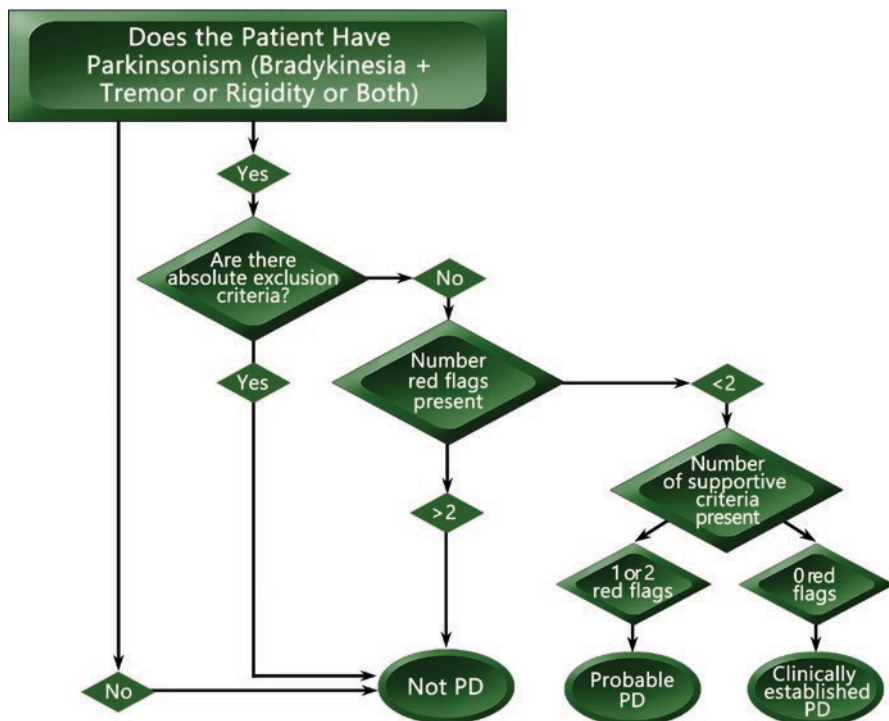 Does the Patient Have
Parkinsonism (Bradykinesia +
Tremor or Rigidity or Both)
Yes
Are there
absolute exclusion
criteria?
No
Yes
Number
red flags
present
<2
Number
of supportive
criteria
present
>2
1 or 2
red flags
0 red
flags
No
Not PD
Probable
PD
Clinically
established
PD